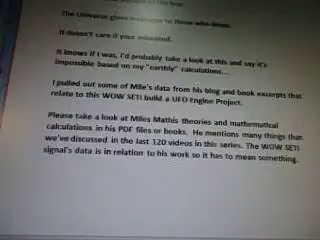 The Universe gives messages to those who listen.
It doesn't care if your educated.
It knows if I was, I'd probably take a look at this and say it's
impossible based on my "earthly" calculations...
I pulled out some of Mile's data from his blog and book excerpts that
relate to this WOW SETI build a UFO Engine Project.
Please take a look at Miles Mathis theories and mathematical
calculations in his PDF files or books. He mentions many things that
we've discussed in the last 120 videos in this series. The WOW SETI
signal's data is in relation to his work so it has to mean something.